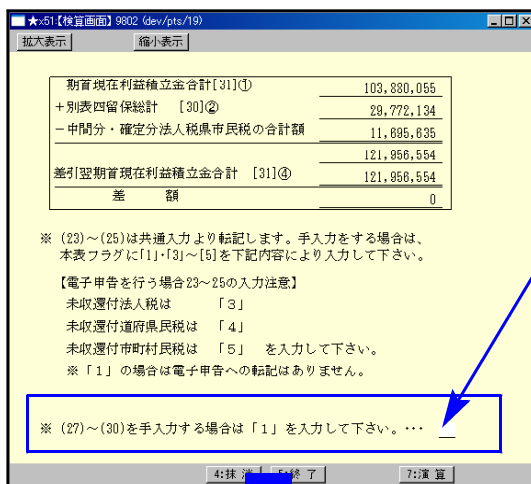 ★x51:【検算画面】 9802 (dev/pts/19)
拡大表示 縮小表示
期首現在利益積立金合計[31]① 103,880,055
+別表四留保総計 [30]② 29,772,134
-中間分・確定分法人税県市民税の合計額 11,695,635
121,956,554
差引翌期首現在利益積立金合計 [31]④ 121,956,554
差 額 0
※ (23)~(25)は共通入力より転記します。手入力をする場合は、
本表フラグに「1」・「3」~[5]を下記内容により入力して下さい。
【電子申告を行う場合23~25の入力注意】
未収還付法人税は 「3」
未収還付道府県民税は 「4」
未収還付市町村民税は 「5」 を入力して下さい。
※「1」の場合は電子申告への転記はありません。
※ (27)~(30)を手入力する場合は「1」を入力して下さい。・・・
4:抹 終 了 7:演 算